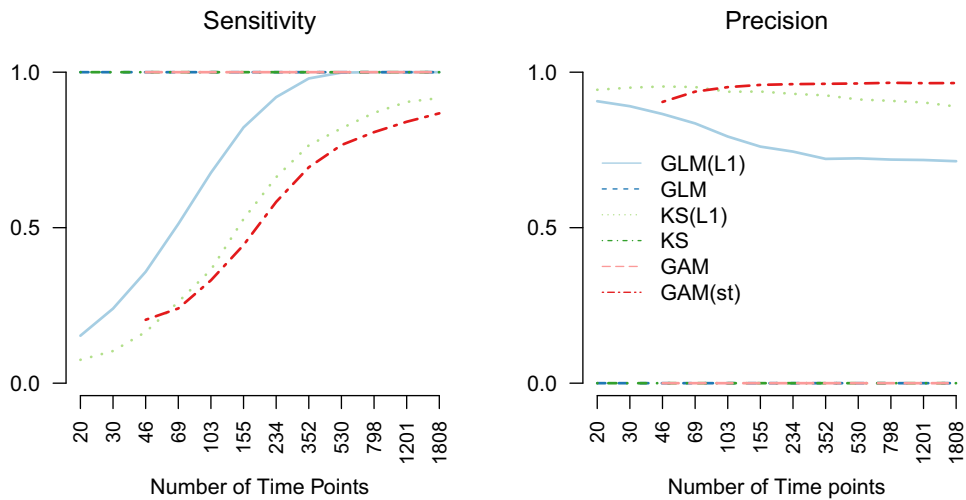 Sensitivity
1.0
0.5
0.0
20 30 46 69 103 155 234 352 530 798 1201 1808
Number of Time Points
Precision
1.0
0.5
0.0
GLM(L1)
GLM
KS(L1)
KS
GAM
GAM(st)
20 30 46 69 103 155 234 352 530 798 1201 1808
Number of Time points